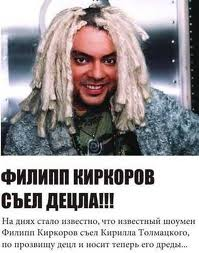 ФИЛИПП КИРКОРОВ
СЪЕЛ ДЕЦЛА!!!
На днях стало известно, что известный шоумен
Филипп Киркоров съел Кирилла Толмацкого,
по прозвищу децл и носит теперь его дреды...